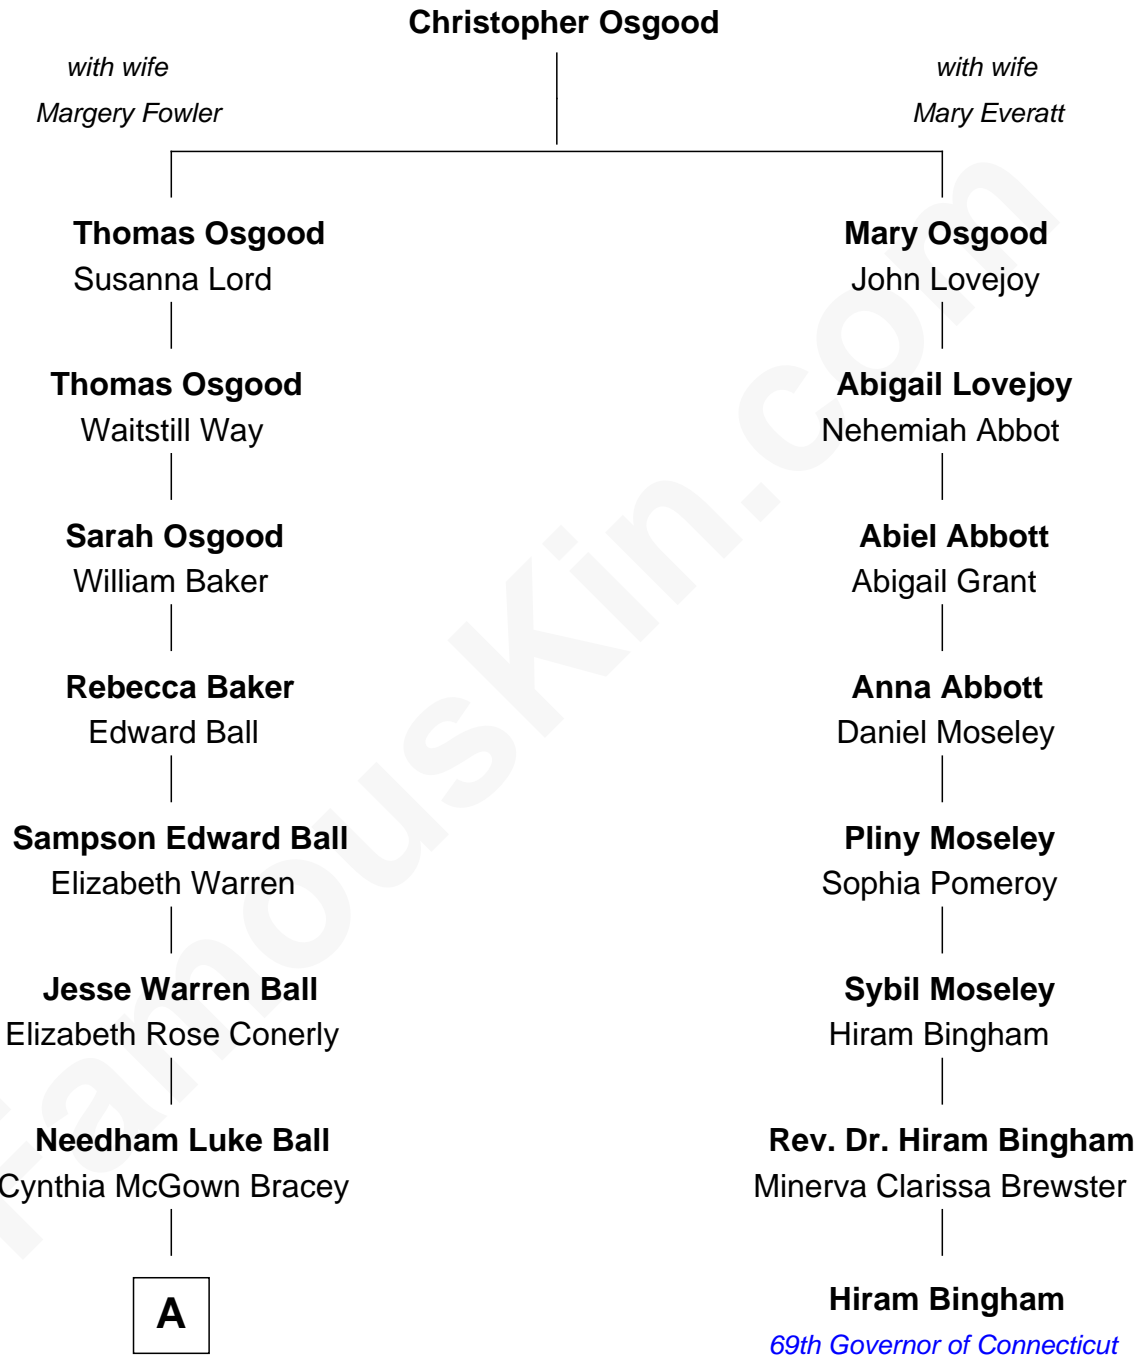 Christopher Osgood
with wife
Margery Fowler
with wife
Mary Everatt
Thomas Osgood
Susanna Lord
Mary Osgood
John Lovejoy
Thomas Osgood
Waitstill Way
Abigail Lovejoy
Nehemiah Abbot
Sarah Osgood
William Baker
Abiel Abbott
Abigail Grant
Rebecca Baker
Edward Ball
Anna Abbott
Daniel Moseley
Sampson Edward Ball
Elizabeth Warren
Pliny Moseley
Sophia Pomeroy
Jesse Warren Ball
Elizabeth Rose Conerly
Sybil Moseley
Hiram Bingham
Needham Luke Ball
Cynthia McGown Bracey
Rev. Dr. Hiram Bingham
Minerva Clarissa Brewster
A
Hiram Bingham
69th Governor of Connecticut
FamousKin.com